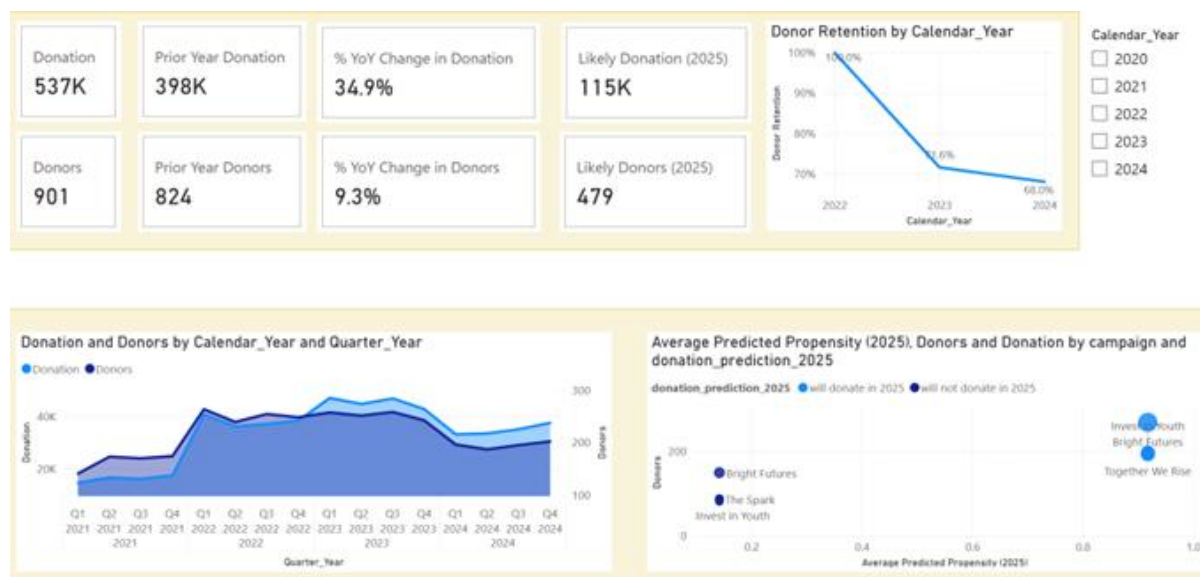 Donation
537K
Prior Year Donation
398K
% YoY Change in Donation
34.9%
Likely Donation (2025)
115K
Donors
901
Prior Year Donors
824
% YoY Change in Donors
9.3%
Likely Donors (2025)
479
Donor Retention by Calendar_Year
100%
90%
80%
70%
Donor Retention
68.0%
2022
2023
2024
Calendar_Year
Calendar_Year
2020
2021
2022
2023
2024
Donation and Donors by Calendar_Year and Quarter_Year
Donation Donors
40K
20K
Donation
300
200
100
Donors
Q1 Q2 Q3 Q4 Q1 Q2 Q3 Q4 Q1 Q2 Q3 Q4 Q1 Q2 Q3 Q4
2021 2021 2021 2021 2022 2022 2022 2022 2023 2023 2023 2023 2024 2024 2024 2024
2021 2022 2023 2024
Quarter_Year
Average Predicted Propensity (2025), Donors and Donation by campaign and
donation_prediction_2025
donation_prediction_2025 will donate in 2025 will not donate in 2025
200
0
Donors
Invest in Youth
Bright Futures
Together We Rise
Bright Futures
The Spark
Invest in Youth
0.2 0.4 0.6 0.8 1.0
Average Predicted Propensity (2025)